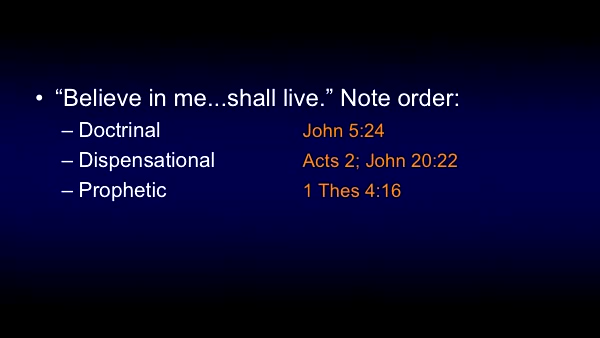 • “Believe in me...shall live.” Note order:
– Doctrinal John 5:24
– Dispensational Acts 2; John 20:22
– Prophetic 1 Thes 4:16